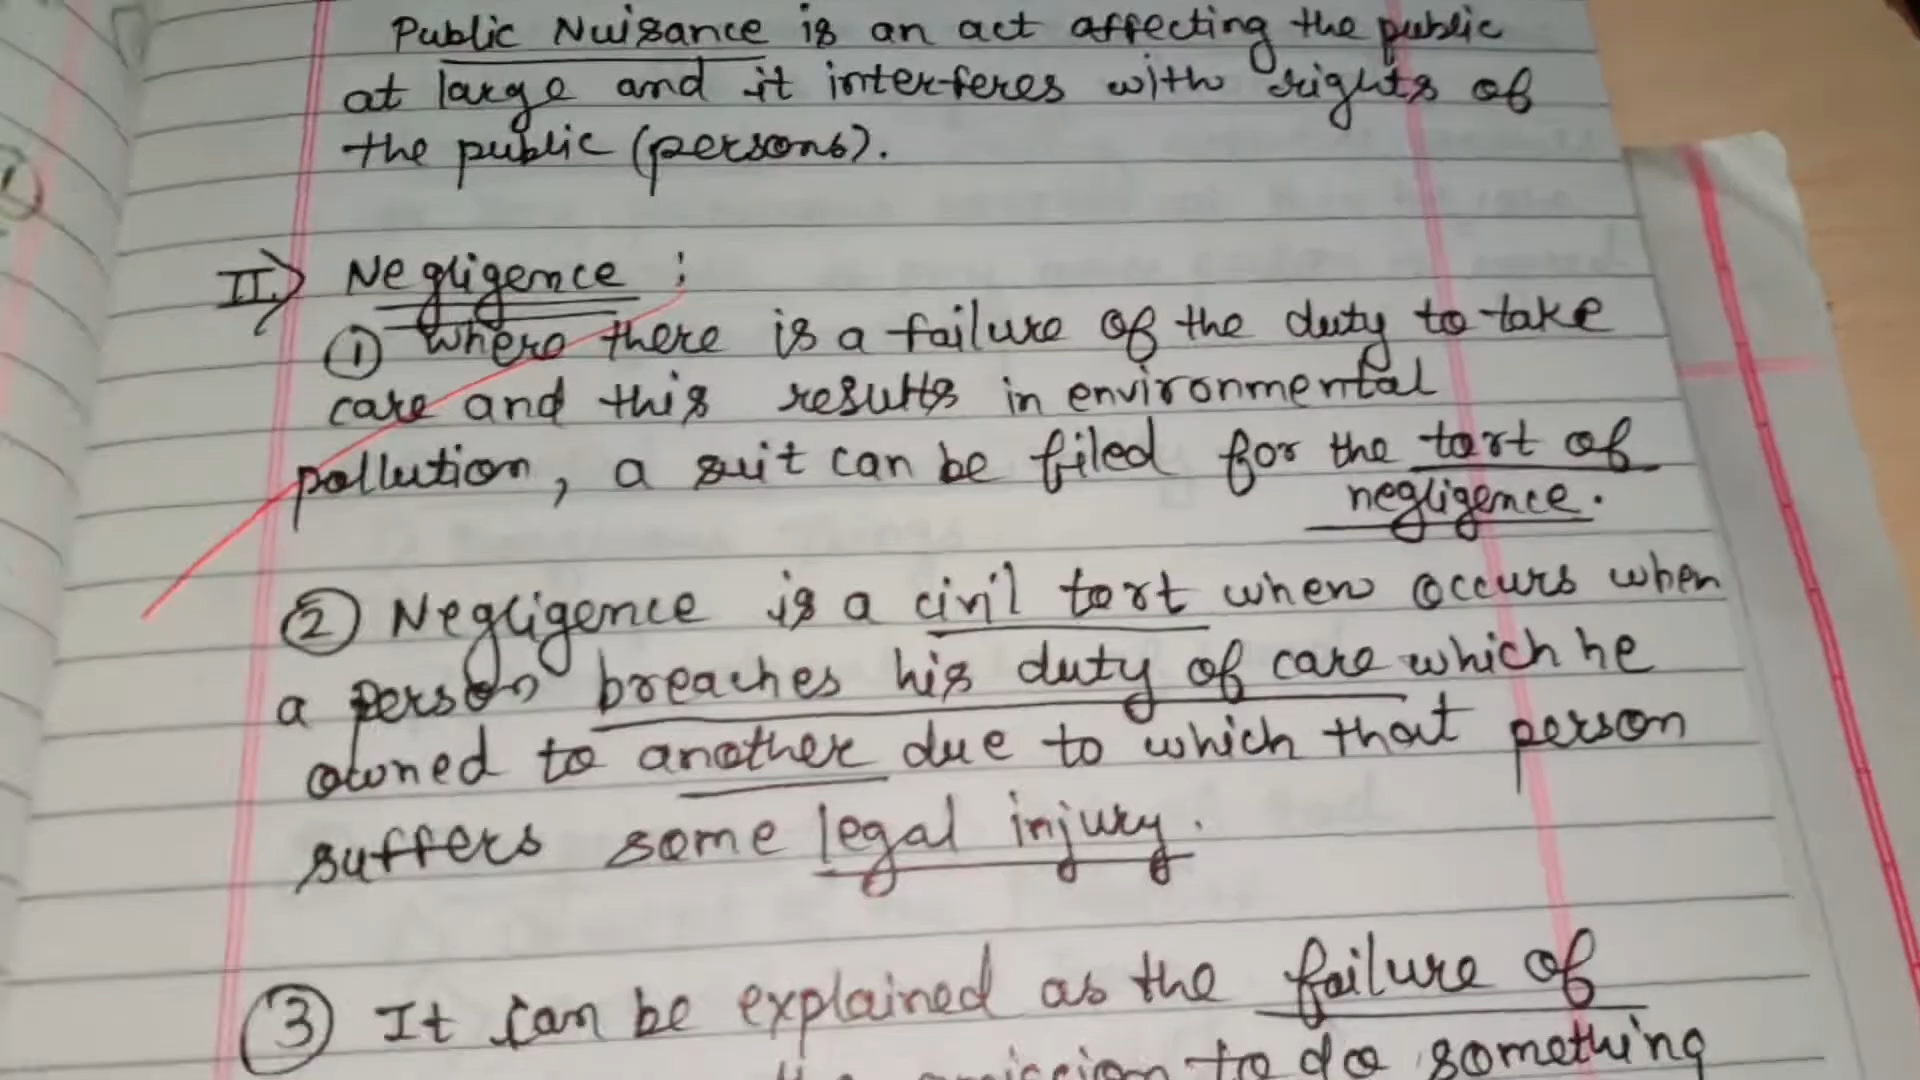 Public Nuisance is an act affecting the public
at large and it interferes with rights of
the public (persons).
II) Negligence :
① where there is a failure of the duty to take
care and this results in environmental
pollution, a suit can be filed for the tort of
negligence.
② Negligence is a civil tort when occurs when
a person breaches his duty of care which he
owned to another due to which that person
suffers some legal injury.
③ It can be explained as the failure of
omission to do something